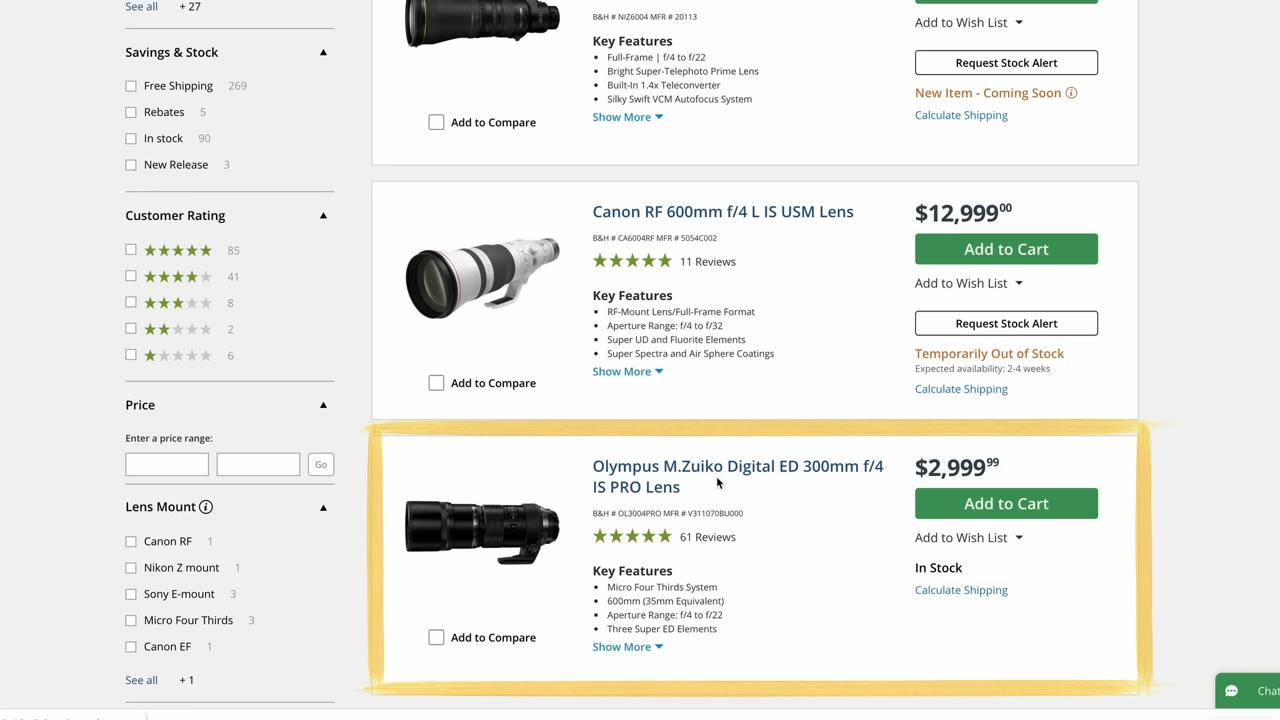 See all + 27
Savings & Stock
Free Shipping 269
Rebates 5
In stock 90
New Release 3
Customer Rating
85
41
8
2
6
Price
Enter a price range:
Go
Lens Mount
Canon RF 1
Nikon Z mount 1
Sony E-mount 3
Micro Four Thirds 3
Canon EF 1
See all + 1
B&H # NIZ6004 MFR # 20113
Key Features
Full-Frame | f/4 to f/22
Bright Super-Telephoto Prime Lens
Built-In 1.4x Teleconverter
Silky Swift VCM Autofocus System
Show More
Add to Compare
Add to Wish List
Request Stock Alert
New Item - Coming Soon
Calculate Shipping
Canon RF 600mm f/4 L IS USM Lens
B&H # CA6004RF MFR # 5054C002
11 Reviews
Key Features
RF-Mount Lens/Full-Frame Format
Aperture Range: f/4 to f/32
Super UD and Fluorite Elements
Super Spectra and Air Sphere Coatings
Show More
Add to Compare
$12,99900
Add to Cart
Add to Wish List
Request Stock Alert
Temporarily Out of Stock
Expected availability: 2-4 weeks
Calculate Shipping
Olympus M.Zuiko Digital ED 300mm f/4
IS PRO Lens
B&H # OL3004PRO MFR # V311070BU000
61 Reviews
Key Features
Micro Four Thirds System
600mm (35mm Equivalent)
Aperture Range: f/4 to f/22
Three Super ED Elements
Show More
Add to Compare
$2,99999
Add to Cart
Add to Wish List
In Stock
Calculate Shipping
Chat